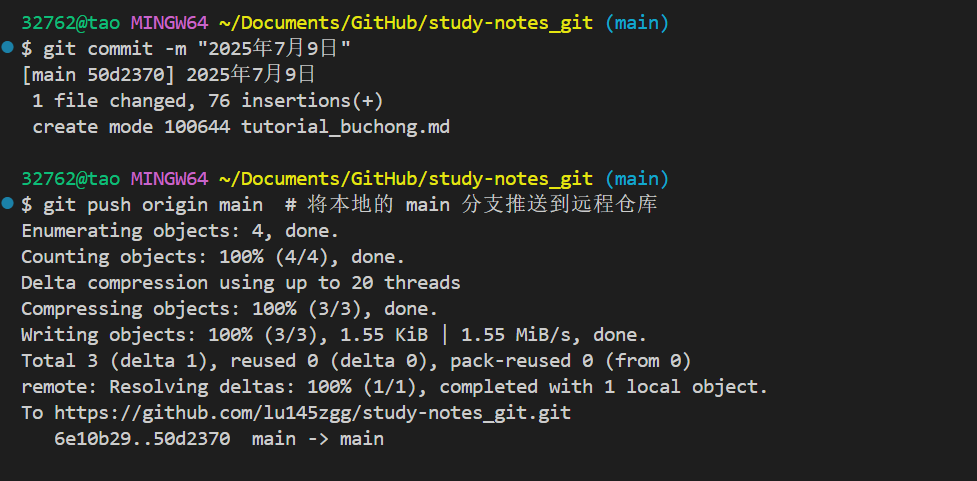 32762@tao MINGW64 ~/Documents/GitHub/study-notes_git (main)
$ git commit -m "2025年7月9日"
[main 50d2370] 2025年7月9日
 1 file changed, 76 insertions(+)
 create mode 100644 tutorial_buchong.md

32762@tao MINGW64 ~/Documents/GitHub/study-notes_git (main)
$ git push origin main  # 将本地的 main 分支推送到远程仓库
Enumerating objects: 4, done.
Counting objects: 100% (4/4), done.
Delta compression using up to 20 threads
Compressing objects: 100% (3/3), done.
Writing objects: 100% (3/3), 1.55 KiB | 1.55 MiB/s, done.
Total 3 (delta 1), reused 0 (delta 0), pack-reused 0 (from 0)
remote: Resolving deltas: 100% (1/1), completed with 1 local object.
To https://github.com/lu145zgg/study-notes_git.git
   6e10b29..50d2370  main -> main